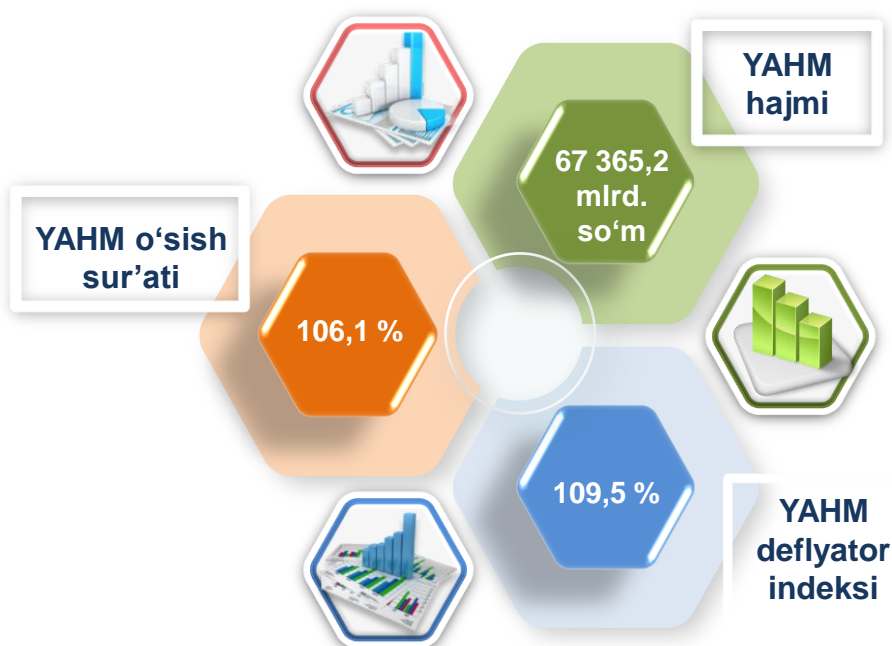 YAHM
hajmi
67 365,2
mlrd.
so‘m
YAHM o‘sish
sur’ati
106,1 %
109,5 %
YAHM
deflyator
indeksi